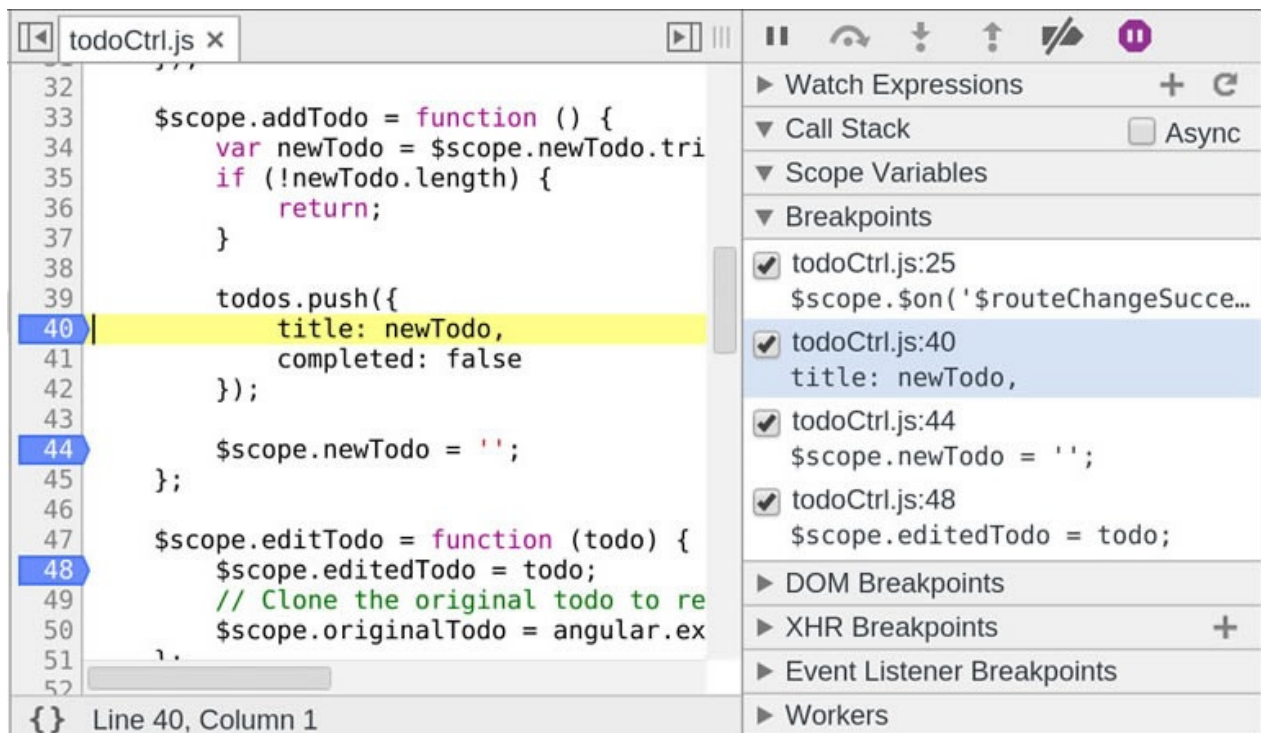 todoCtrl.js ×
32
33 $scope.addTodo = function () {
34 var newTodo = $scope.newTodo.tri
35 if (!newTodo.length) {
36 return;
37 }
38
39 todos.push({
40 title: newTodo,
41 completed: false
42 });
43
44 $scope.newTodo = '';
45 };
46
47 $scope.editTodo = function (todo) {
48 $scope.editedTodo = todo;
49 // Clone the original todo to re
50 $scope.originalTodo = angular.ex
51 };
52
{} Line 40, Column 1
Watch Expressions
Call Stack Async
Scope Variables
Breakpoints
todoCtrl.js:25
$scope.$on('$routeChangeSucce…
todoCtrl.js:40
title: newTodo,
todoCtrl.js:44
$scope.newTodo = '';
todoCtrl.js:48
$scope.editedTodo = todo;
DOM Breakpoints
XHR Breakpoints
Event Listener Breakpoints
Workers